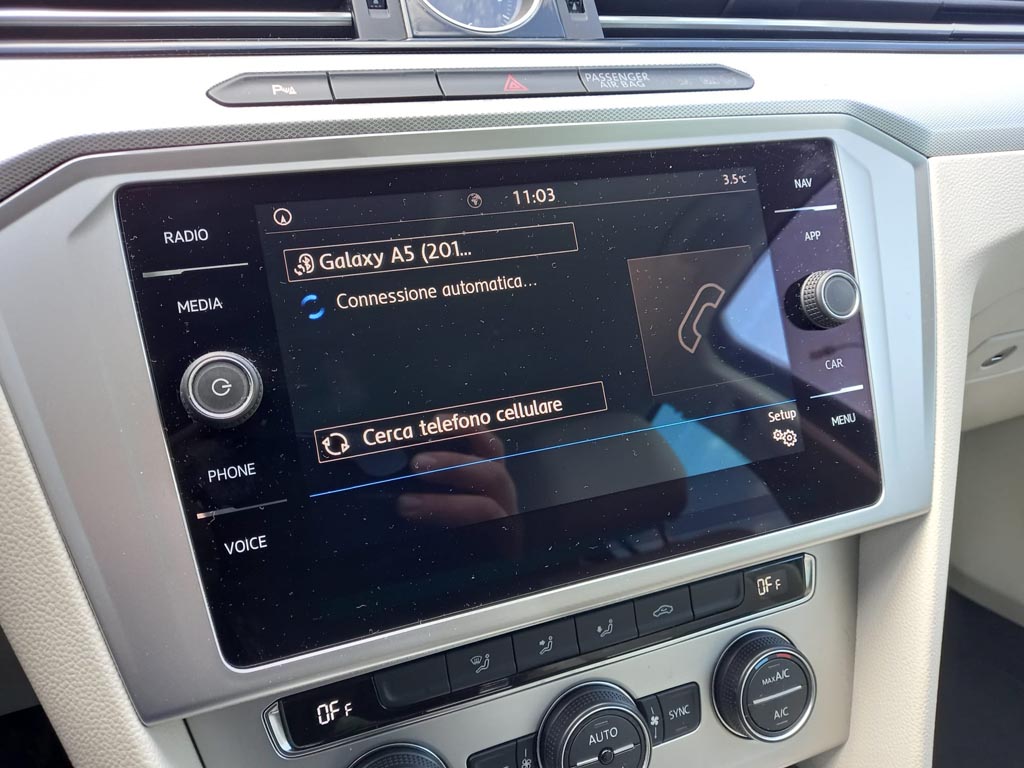 P
PASSENGER
AIR BAG
11:03
3.5°C
NAV
RADIO
APP
Galaxy A5 (201...
Connessione automatica...
MEDIA
CAR
Cerca telefono cellulare
Setup
MENU
PHONE
VOICE
OFF
OFF
MAX A/C
SYNC
AUTO
A/C